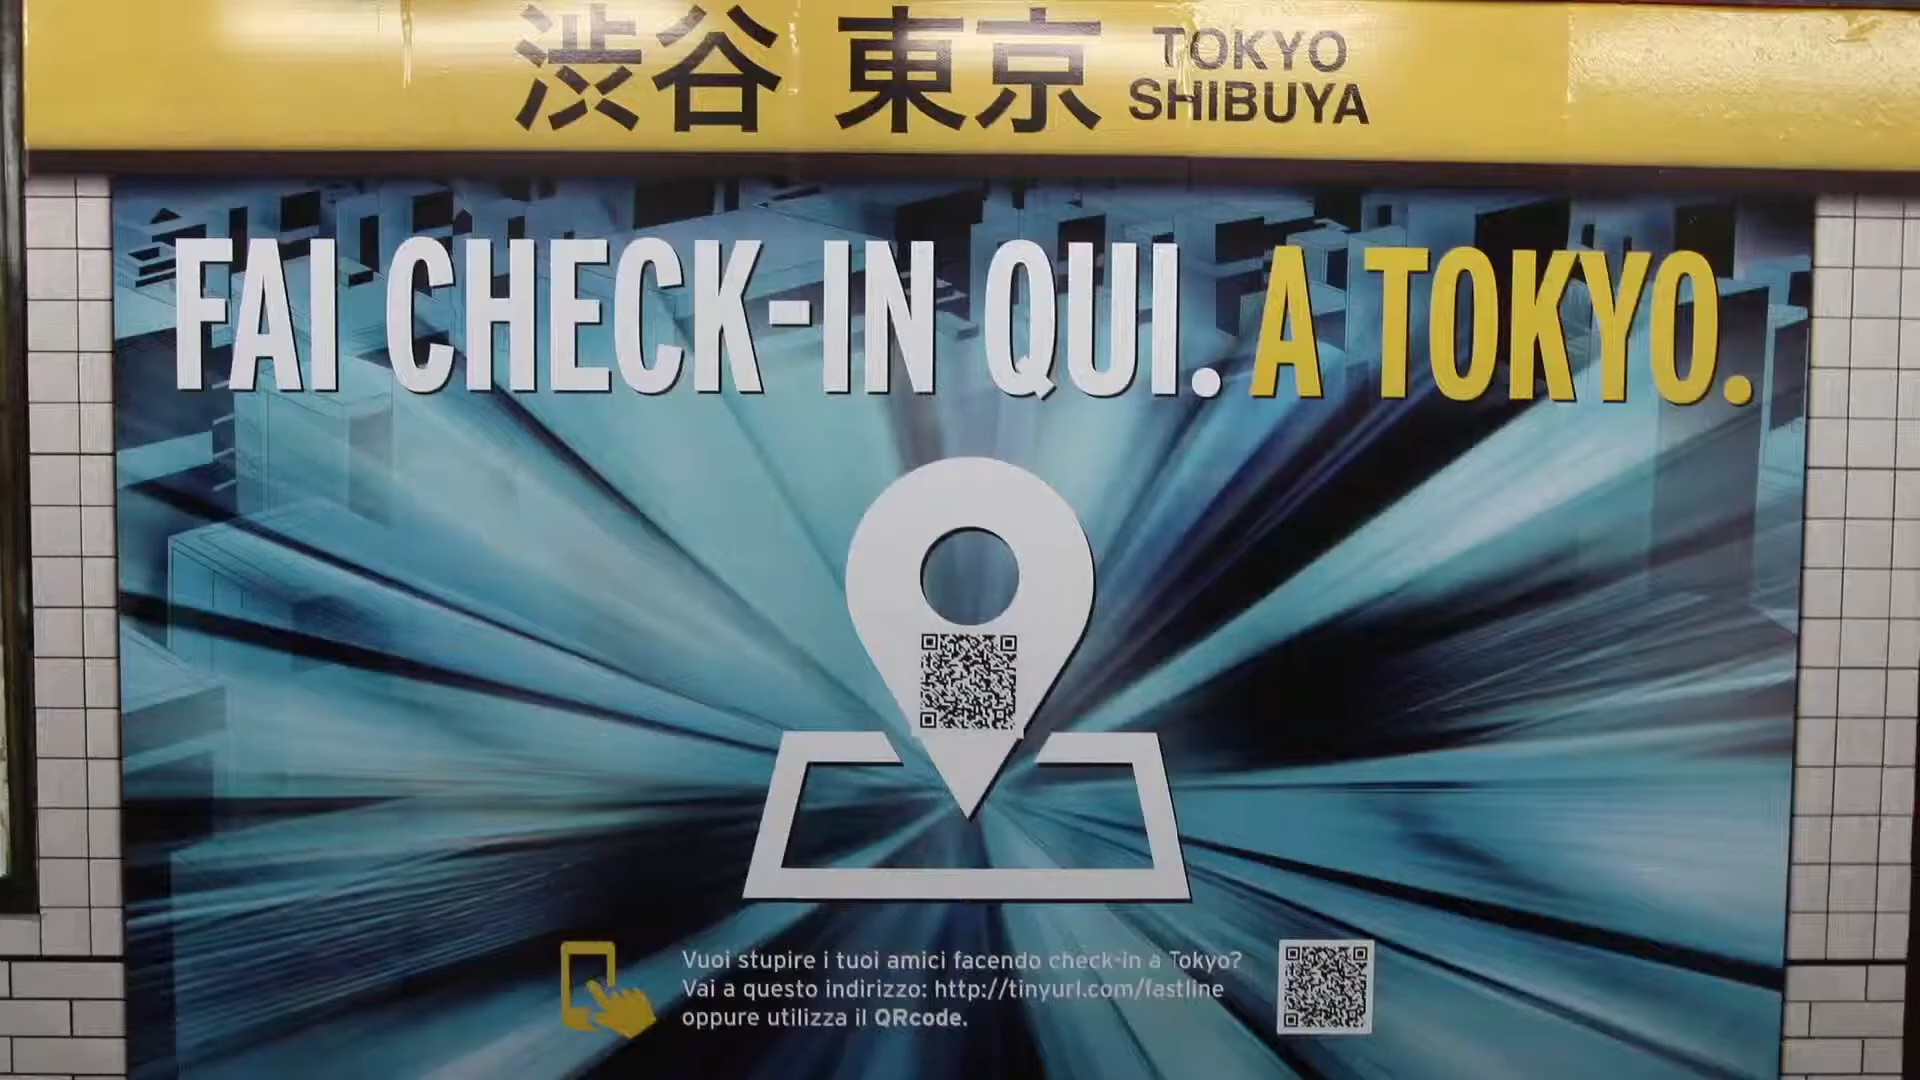 渋谷 東京
TOKYO
SHIBUYA
FAI CHECK-IN QUI. A TOKYO.
Vuoi stupire i tuoi amici facendo check-in a Tokyo?
Vai a questo indirizzo: http://tinyurl.com/fastline
oppure utilizza il QRcode.